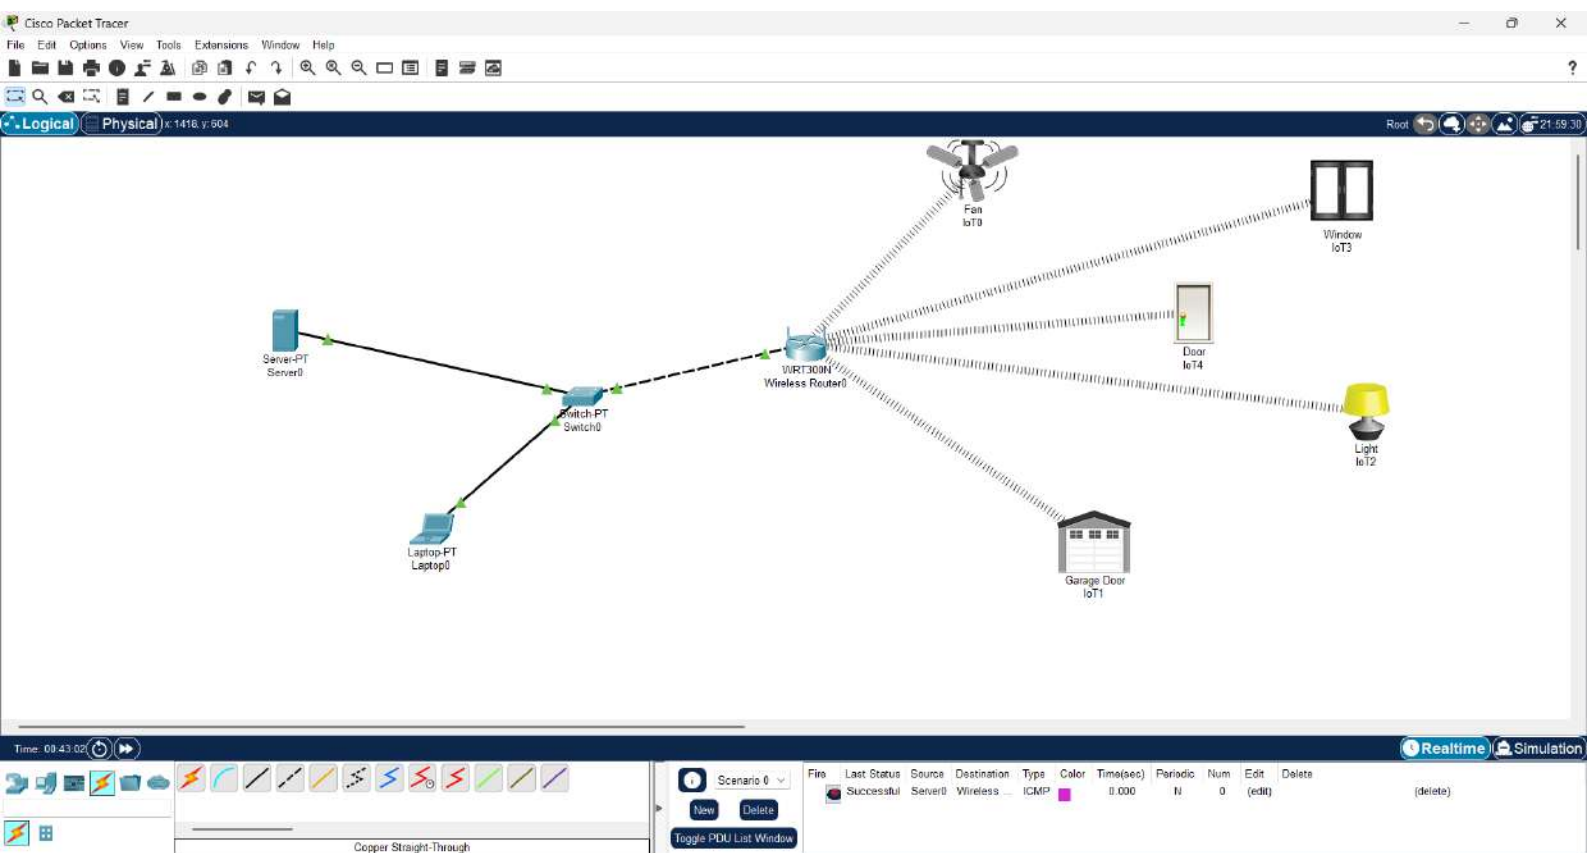 Cisco Packet Tracer
File Edit Options View Tools Extensions Window Help
?
Logical Physical x: 1418, y: 604 Root 21:59:30
Fan
IoT0
Window
IoT3
Server-PT
Server0
WRT300N
Wireless Router0
Door
IoT4
Switch-PT
Switch0
Light
IoT2
Laptop-PT
Laptop0
Garage Door
IoT1
Time: 00:43:02 Realtime Simulation
Scenario 0
New Delete
Toggle PDU List Window
Fire Last Status Source Destination Type Color Time(sec) Periodic Num Edit Delete
Successful Server0 Wireless ... ICMP 0.000 N 0 (edit) (delete)
Copper Straight-Through